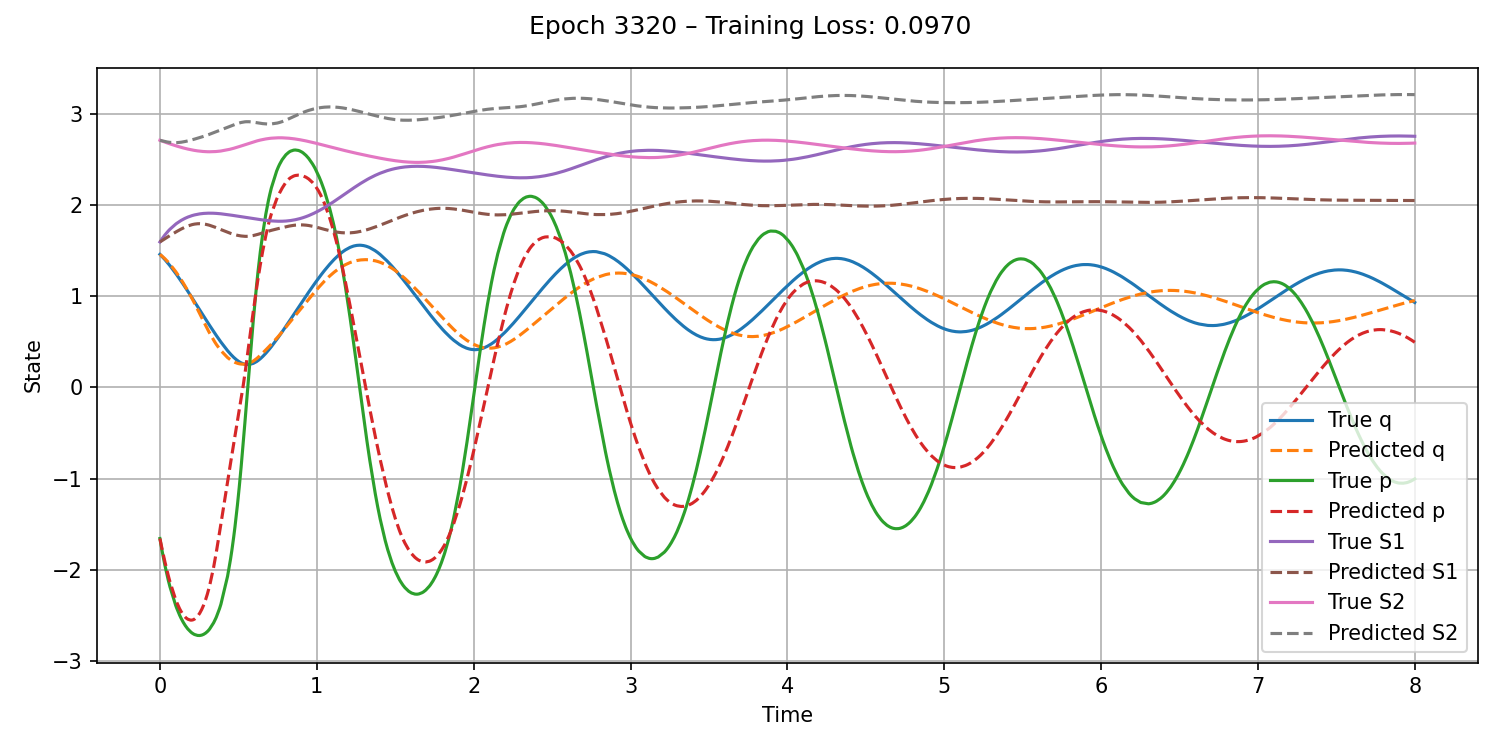 Epoch 3320 – Training Loss: 0.0970
State
3
2
1
0
−1
−2
−3
0 1 2 3 4 5 6 7 8
Time
True q
Predicted q
True p
Predicted p
True S1
Predicted S1
True S2
Predicted S2